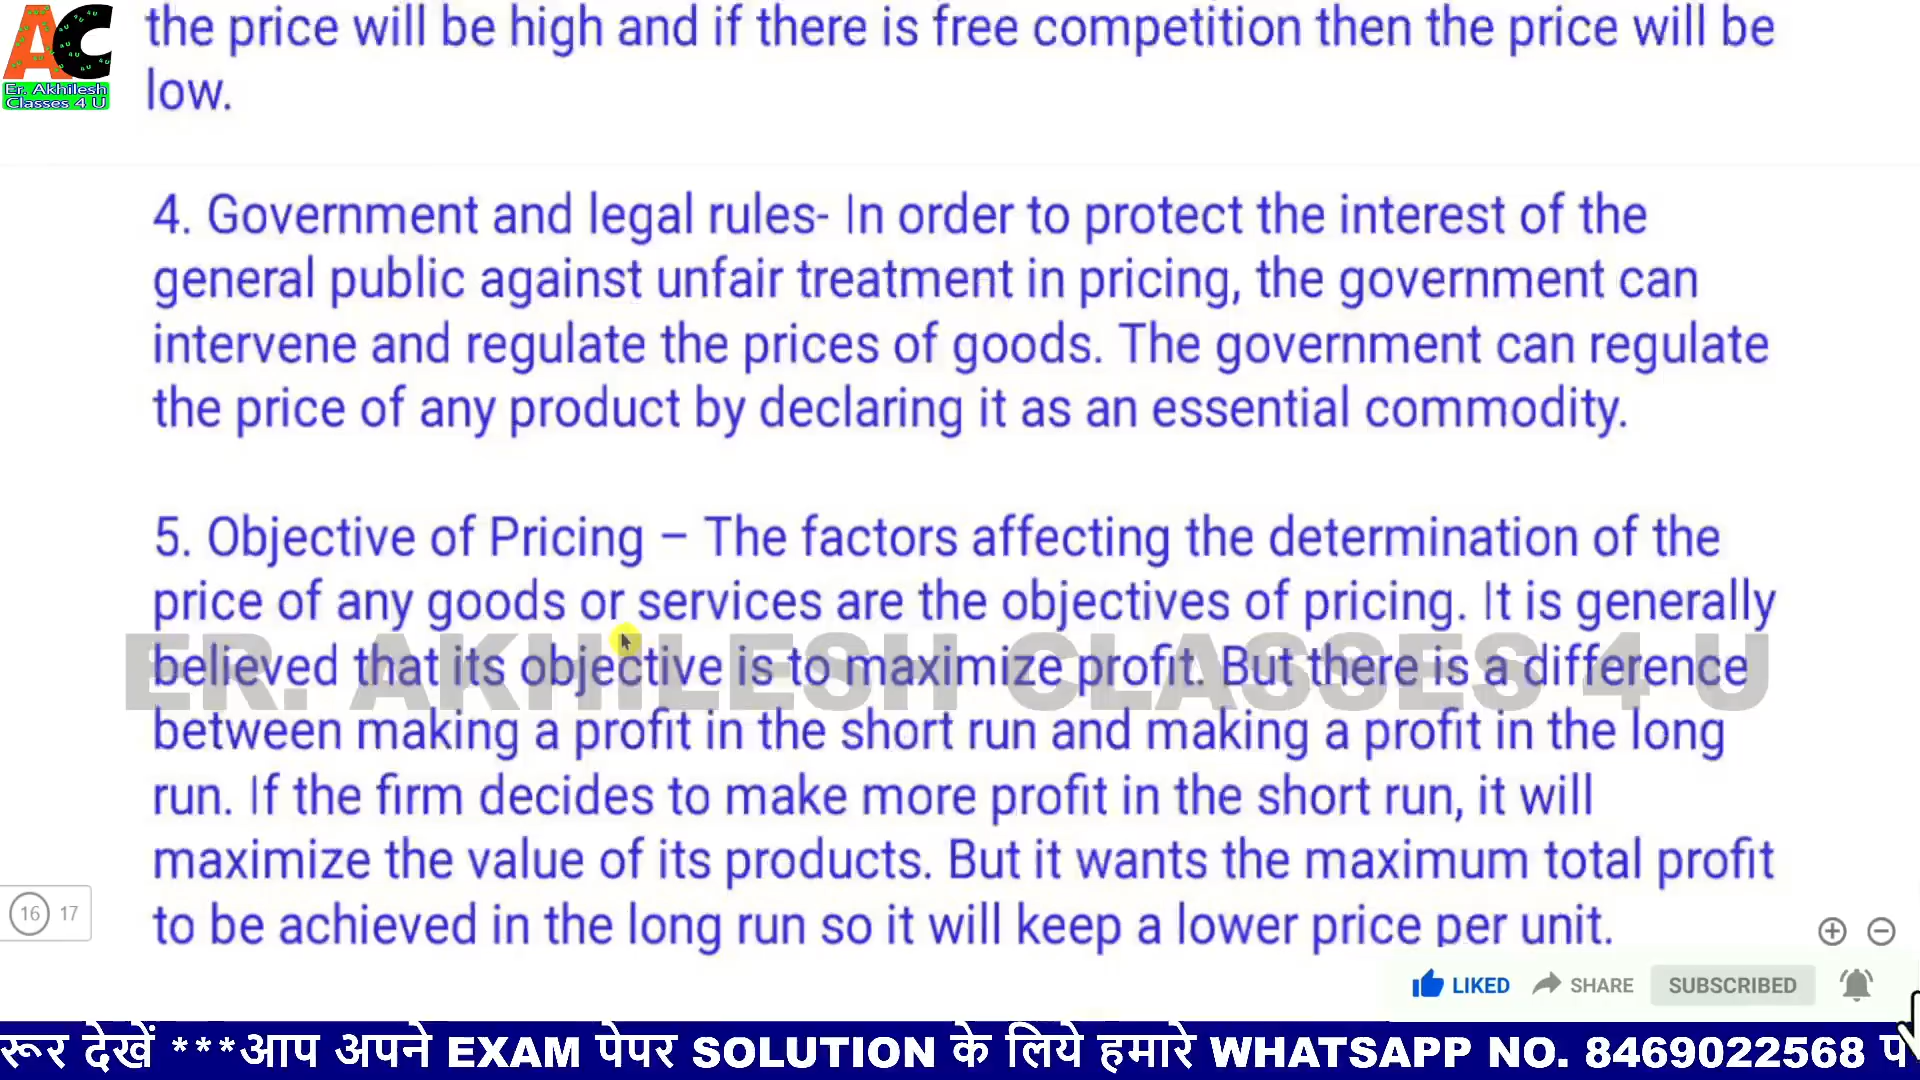 the price will be high and if there is free competition then the price will be
low.
AC
Er. Akhilesh
Classes 4 U
4. Government and legal rules- In order to protect the interest of the
general public against unfair treatment in pricing, the government can
intervene and regulate the prices of goods. The government can regulate
the price of any product by declaring it as an essential commodity.
5. Objective of Pricing – The factors affecting the determination of the
price of any goods or services are the objectives of pricing. It is generally
believed that its objective is to maximize profit. But there is a difference
ER. AKHILESH CLASSES 4 U
between making a profit in the short run and making a profit in the long
run. If the firm decides to make more profit in the short run, it will
maximize the value of its products. But it wants the maximum total profit
to be achieved in the long run so it will keep a lower price per unit.
16 17
LIKED SHARE SUBSCRIBED
रूर देखें ***आप अपने EXAM पेपर SOLUTION के लिये हमारे WHATSAPP NO. 8469022568 प